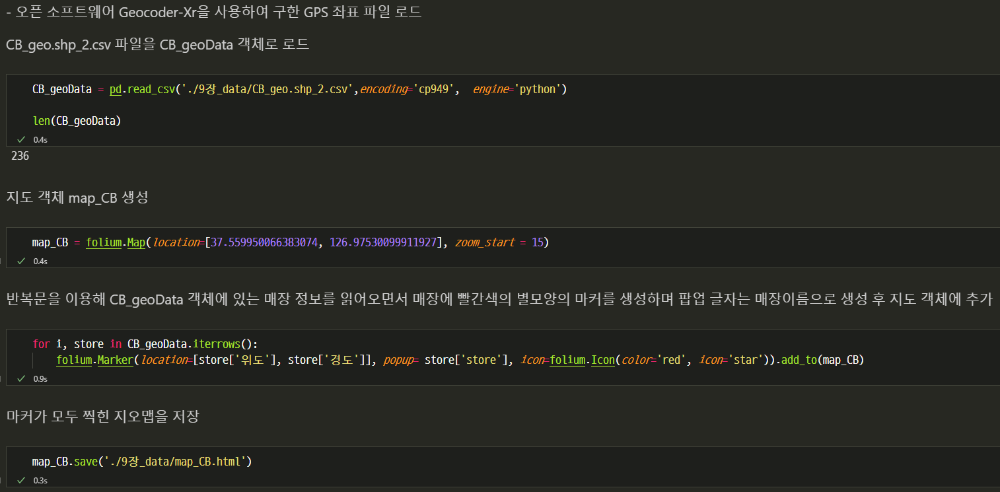 - 오픈 소프트웨어 Geocoder-Xr을 사용하여 구한 GPS 좌표 파일 로드
CB_geo.shp_2.csv 파일을 CB_geoData 객체로 로드
CB_geoData = pd.read_csv('./9장_data/CB_geo.shp_2.csv',encoding='cp949',  engine='python')
len(CB_geoData)
0.4s
236
지도 객체 map_CB 생성
map_CB = folium.Map(location=[37.559950066383074, 126.97530099911927], zoom_start = 15)
0.4s
반복문을 이용해 CB_geoData 객체에 있는 매장 정보를 읽어오면서 매장에 빨간색의 별모양의 마커를 생성하며 팝업 글자는 매장이름으로 생성 후 지도 객체에 추가
for i, store in CB_geoData.iterrows():
    folium.Marker(location=[store['위도'], store['경도']], popup= store['store'], icon=folium.Icon(color='red', icon='star')).add_to(map_CB)
0.9s
마커가 모두 찍힌 지오맵을 저장
map_CB.save('./9장_data/map_CB.html')
0.3s